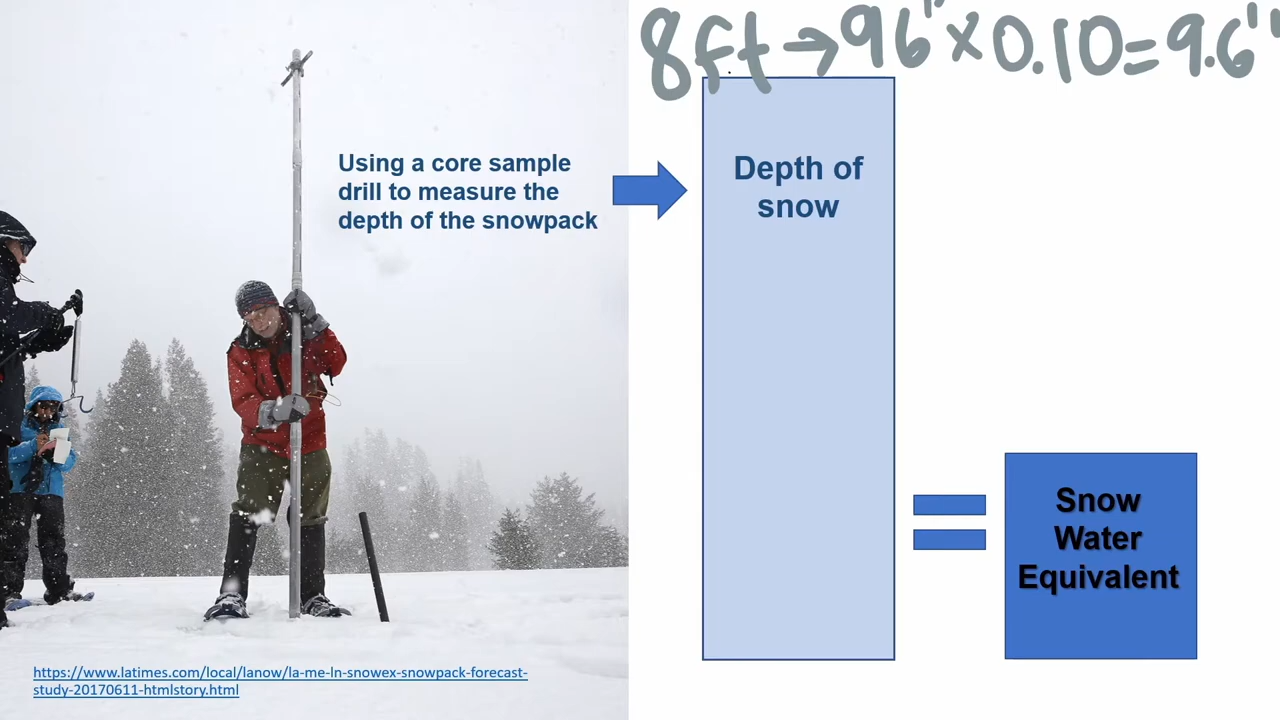 8ft → 96" × 0.10 = 9.6"
Using a core sample
drill to measure the
depth of the snowpack
Depth of
snow
Snow
Water
Equivalent
https://www.latimes.com/local/lanow/la-me-ln-snowex-snowpack-forecast-
study-20170611-htmlstory.html